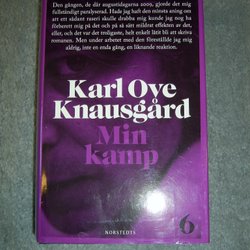 Den gången, de där augustidagarna 2009, gjorde det mig
fullständigt paralyserad. Hade jag haft den minsta aning om
att ett sådant raseri skulle drabba mig kunde jag nog ha
förberett mig på det och på så sätt mildrat effekten av det,
eller, och det var det troligaste, helt enkelt låtit bli att skriva
romanen. Men under arbetet med den föreställde jag mig
aldrig, inte en enda gång, en liknande reaktion.
Karl Ove
Knausgård
Min
kamp
6
NORSTEDTS